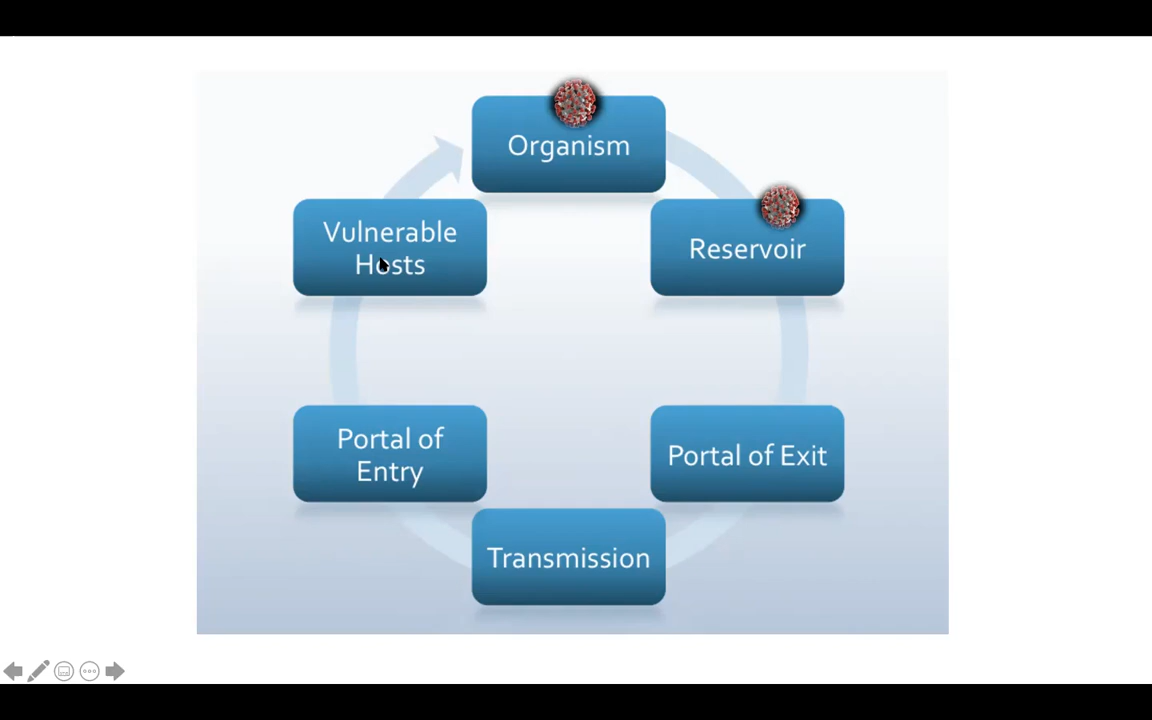 Organism
Vulnerable
Hosts
Reservoir
Portal of
Entry
Portal of Exit
Transmission